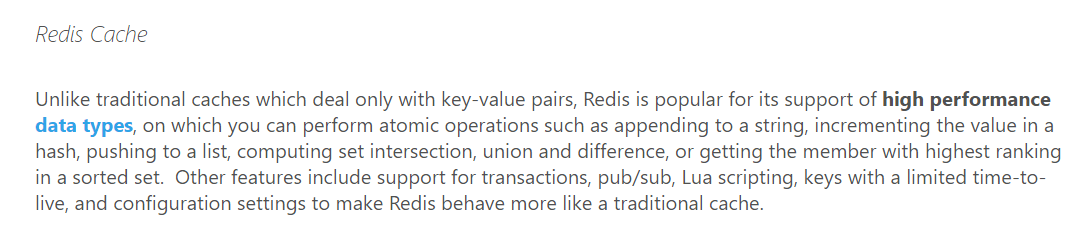 Redis Cache
Unlike traditional caches which deal only with key-value pairs, Redis is popular for its support of high performance
data types, on which you can perform atomic operations such as appending to a string, incrementing the value in a
hash, pushing to a list, computing set intersection, union and difference, or getting the member with highest ranking
in a sorted set.  Other features include support for transactions, pub/sub, Lua scripting, keys with a limited time-to-
live, and configuration settings to make Redis behave more like a traditional cache.